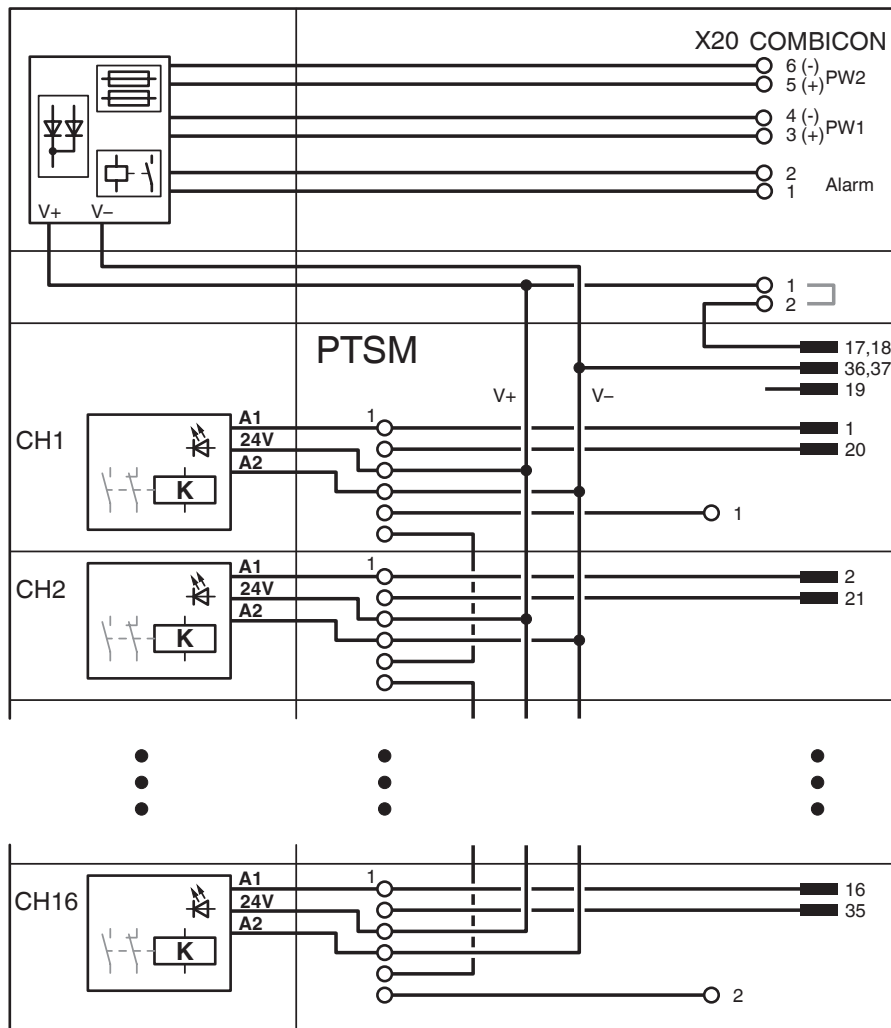 X20 COMBICON
6 (-)
5 (+) PW2
4 (-)
3 (+) PW1
2
1 Alarm
V+ V–
1
2
PTSM
17,18
36,37
19
V+ V–
CH1
A1
24V
A2
K
1
1
20
1
CH2
A1
24V
A2
K
1
2
21
CH16
A1
24V
A2
K
1
16
35
2